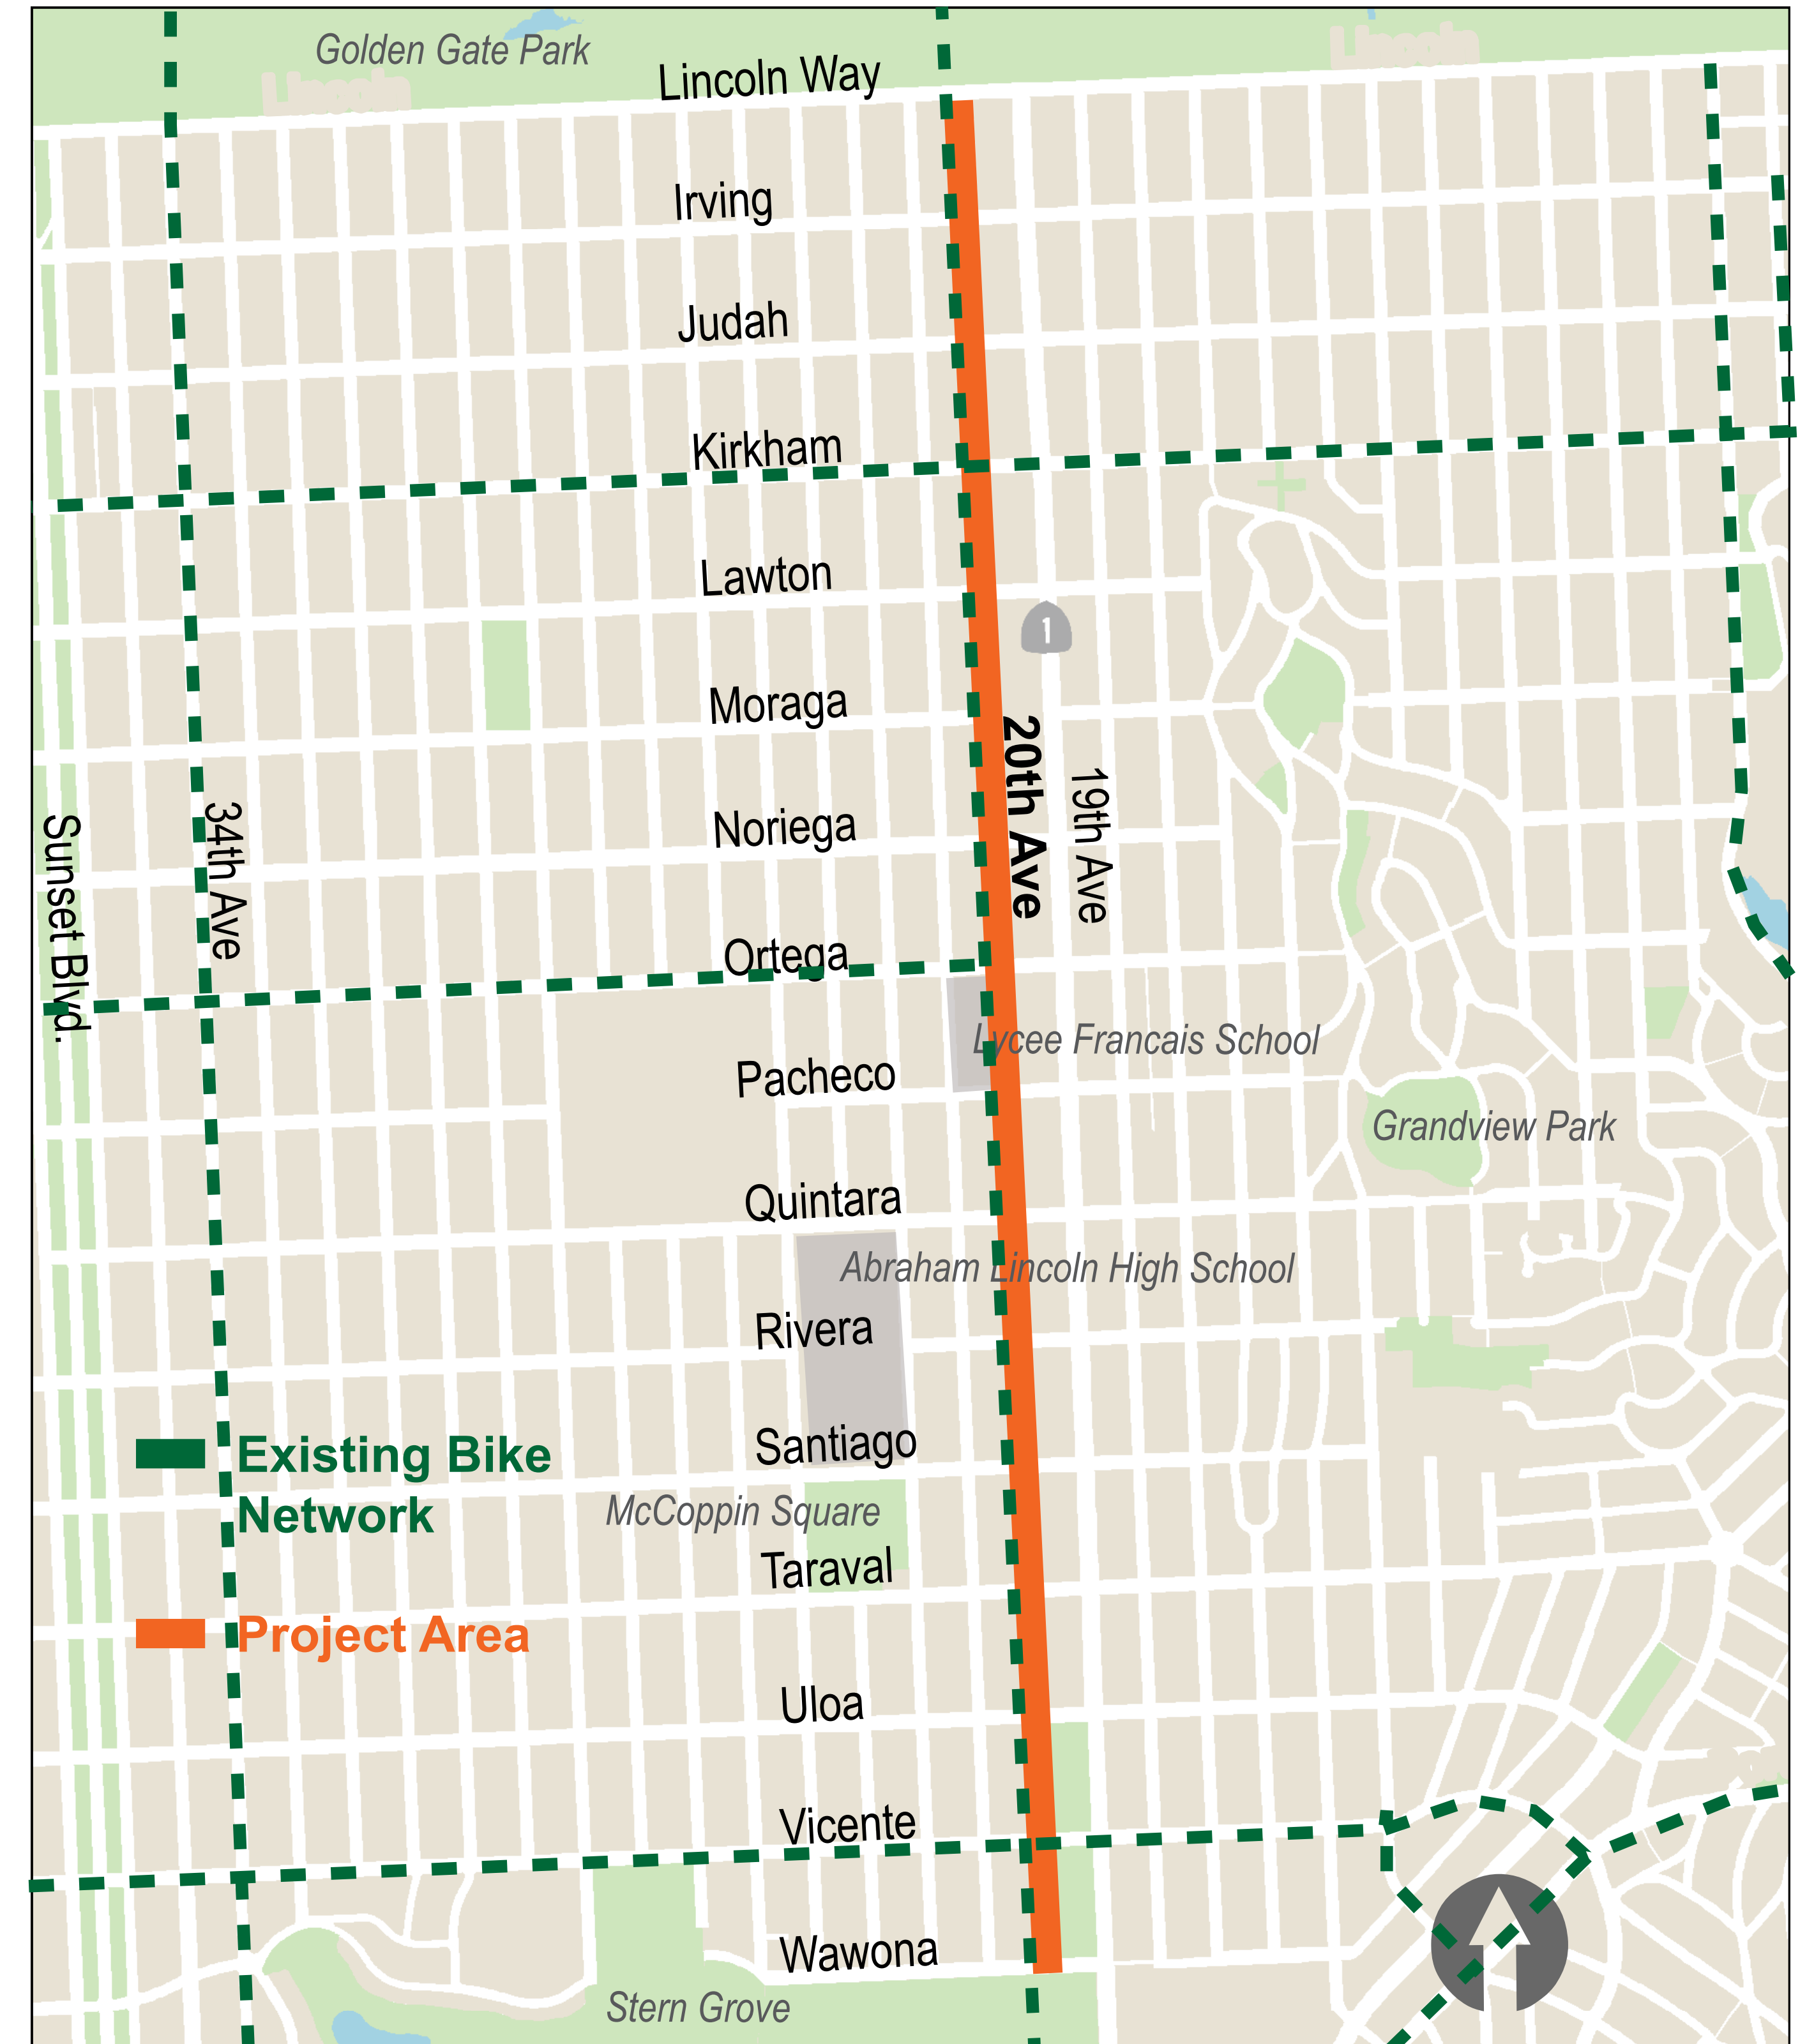 Golden Gate Park
Lincoln
Lincoln Way
Lincoln
Irving
Judah
Kirkham
Lawton
1
Moraga
20th Ave
19th Ave
Noriega
34th Ave
Sunset Blvd.
Ortega
Lycee Francais School
Pacheco
Grandview Park
Quintara
Abraham Lincoln High School
Rivera
Santiago
Existing Bike
Network
McCoppin Square
Taraval
Project Area
Uloa
Vicente
Wawona
Stern Grove